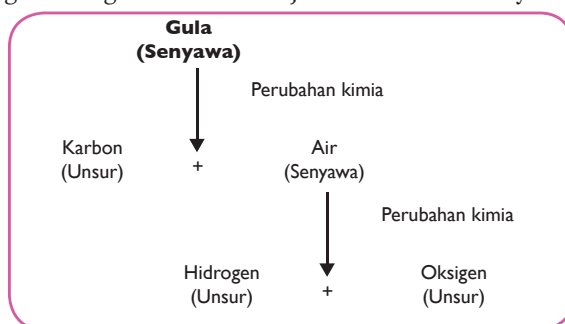 Gula
(Senyawa)
Perubahan kimia
Karbon
(Unsur)
+
Air
(Senyawa)
Perubahan kimia
Hidrogen
(Unsur)
+
Oksigen
(Unsur)